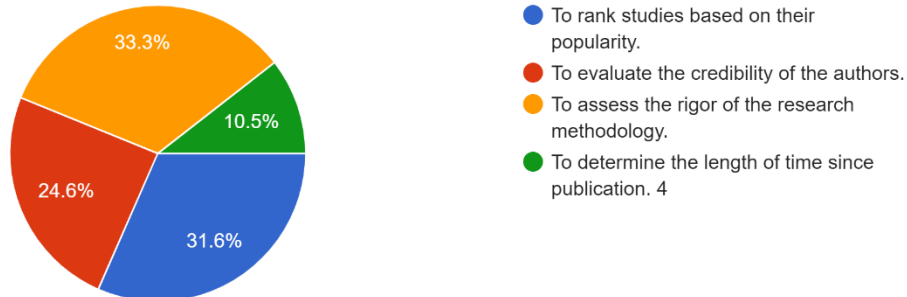 33.3%
10.5%
24.6%
31.6%
To rank studies based on their
popularity.
To evaluate the credibility of the authors.
To assess the rigor of the research
methodology.
To determine the length of time since
publication. 4